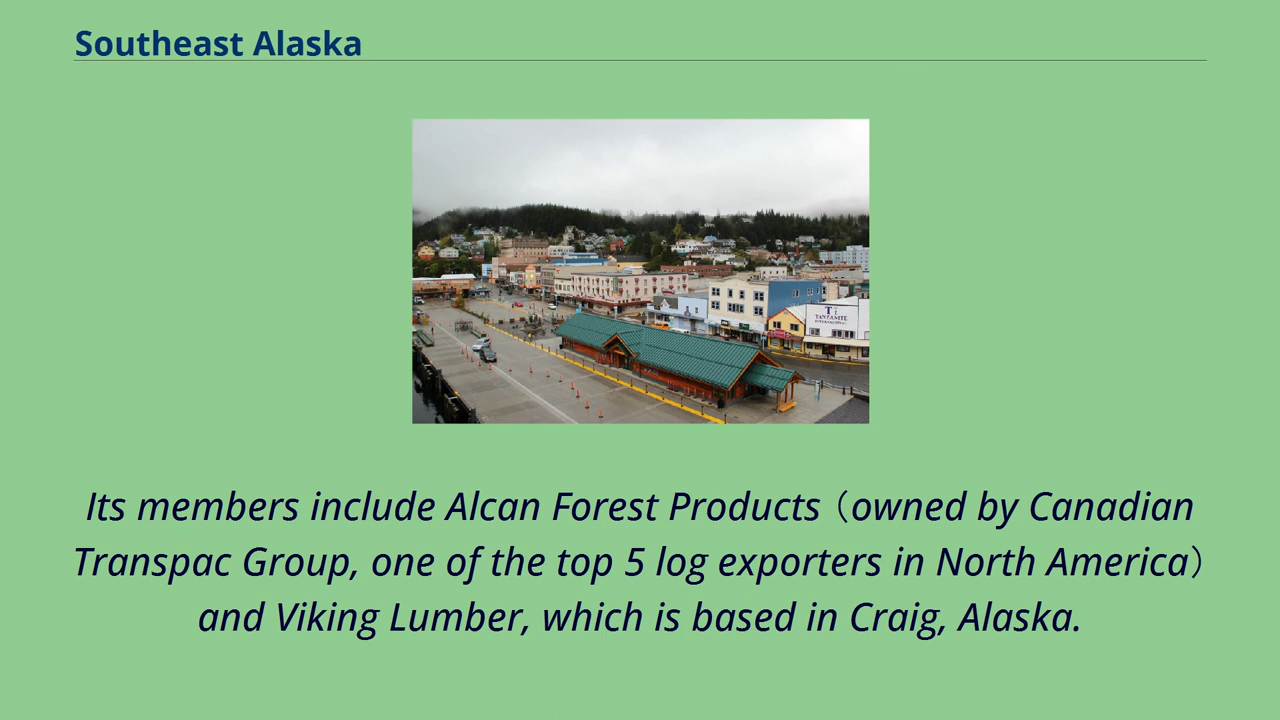 Southeast Alaska
TANZANITE
INTERNATIONAL
Its members include Alcan Forest Products（owned by Canadian
Transpac Group, one of the top 5 log exporters in North America）
and Viking Lumber, which is based in Craig, Alaska.